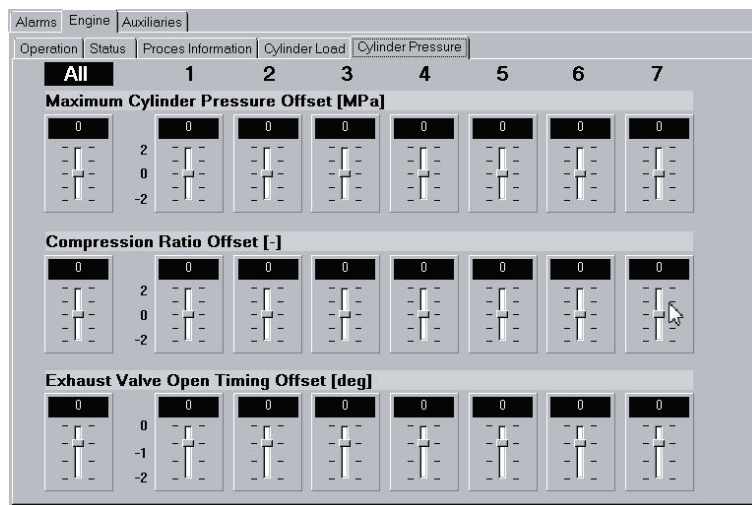 Alarms Engine Auxiliaries
Operation Status Proces Information Cylinder Load Cylinder Pressure
All 1 2 3 4 5 6 7
Maximum Cylinder Pressure Offset [MPa]
0 0 0 0 0 0 0 0
2
0
-2
Compression Ratio Offset [-]
0 0 0 0 0 0 0 0
2
0
-2
Exhaust Valve Open Timing Offset [deg]
0 0 0 0 0 0 0 0
0
-1
-2